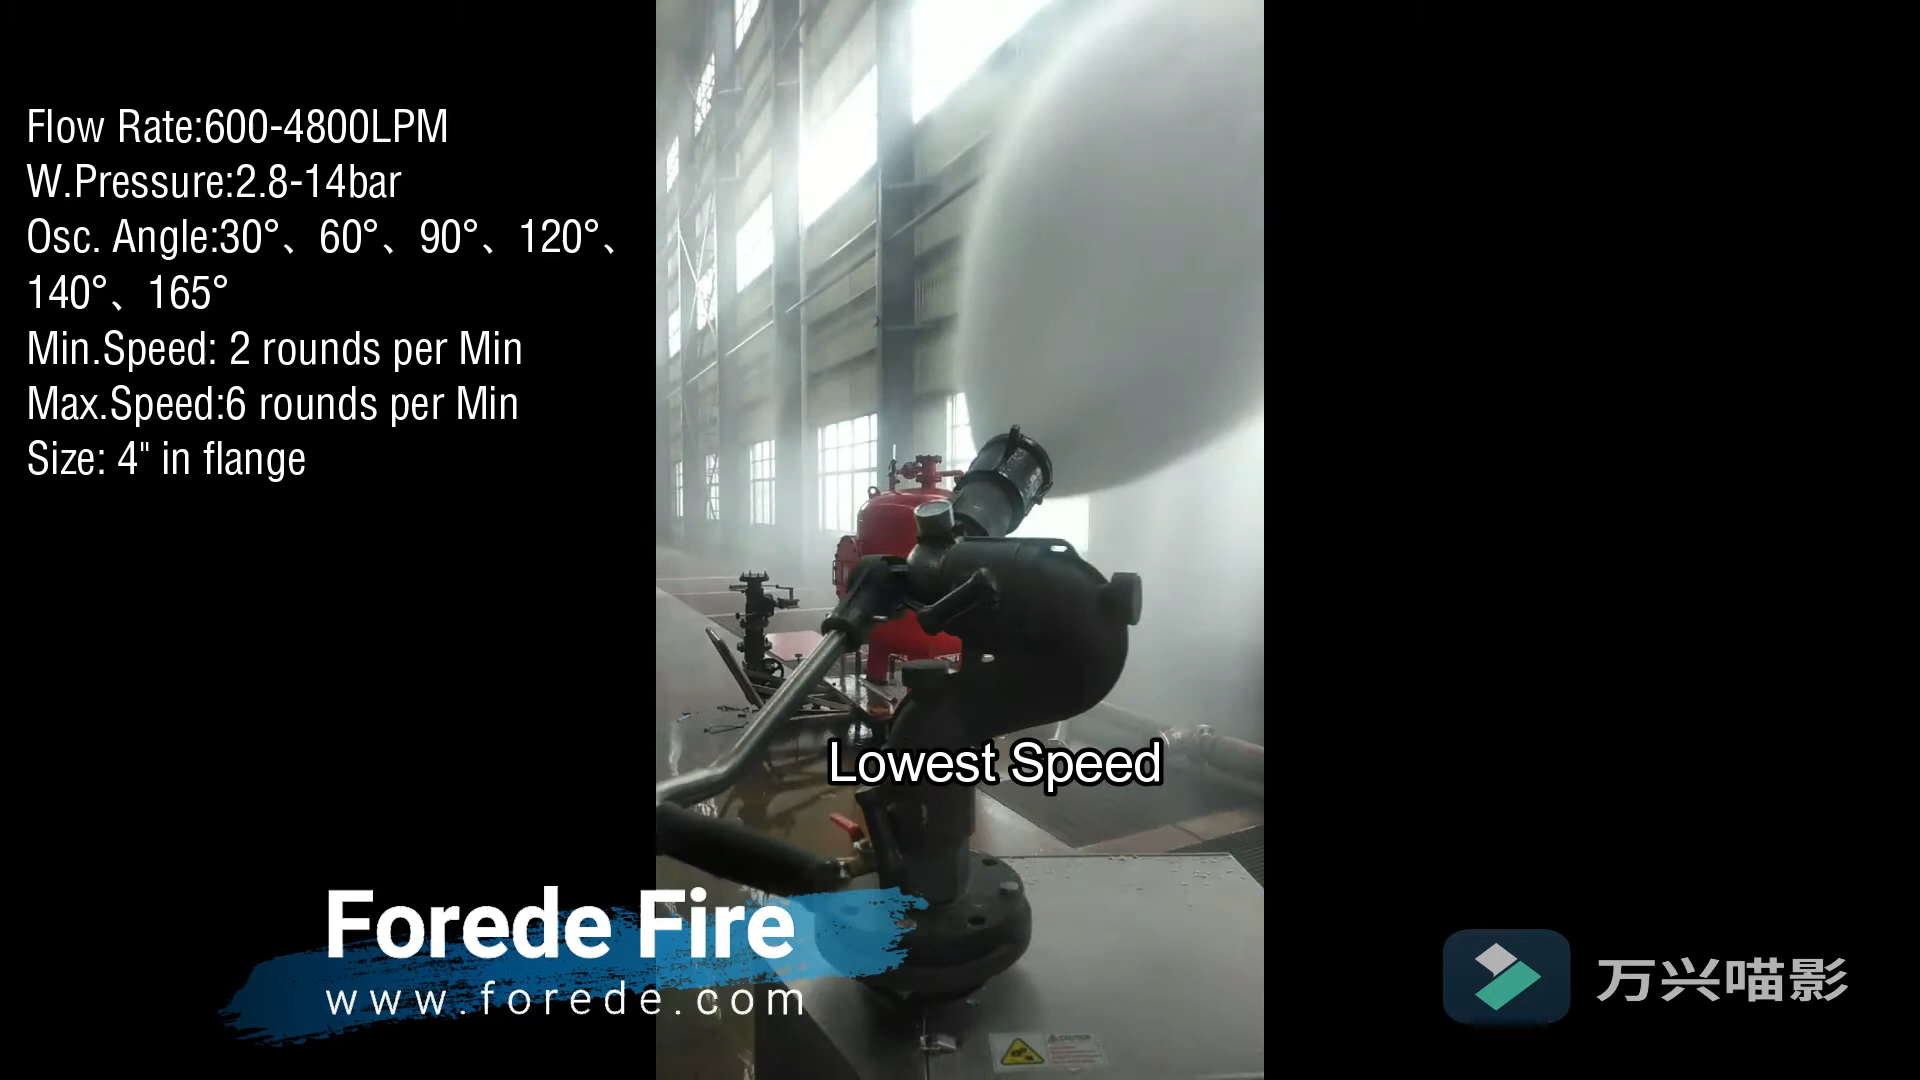 Flow Rate:600-4800LPM
W.Pressure:2.8-14bar
Osc. Angle:30°、60°、90°、120°、
140°、165°
Min.Speed: 2 rounds per Min
Max.Speed:6 rounds per Min
Size: 4" in flange
Lowest Speed
Forede Fire
www.forede.com
万兴喵影
CAUTION